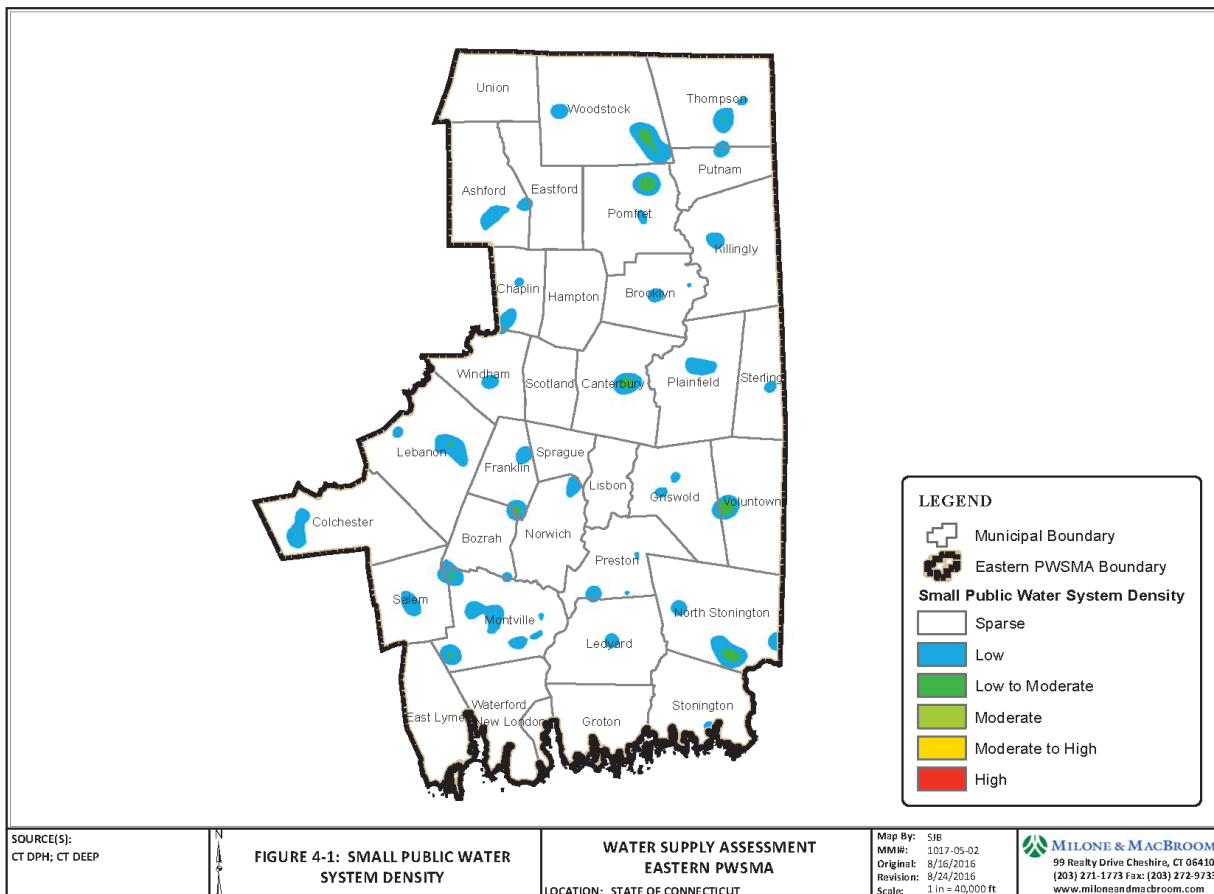 Union
Woodstock
Thompson
Putnam
Ashford
Eastford
Pomfret
Killingly
Chaplin
Hampton
Brooklyn
Windham
Scotland
Canterbury
Plainfield
Sterling
Lebanon
Franklin
Sprague
Lisbon
Griswold
Voluntown
Colchester
Bozrah
Norwich
Preston
Salem
Montville
North Stonington
Ledyard
East Lyme
Waterford
New London
Groton
Stonington
LEGEND
Municipal Boundary
Eastern PWSMA Boundary
Small Public Water System Density
Sparse
Low
Low to Moderate
Moderate
Moderate to High
High
SOURCE(S):
CT DPH; CT DEEP
N
FIGURE 4-1: SMALL PUBLIC WATER
SYSTEM DENSITY
WATER SUPPLY ASSESSMENT
EASTERN PWSMA
LOCATION: STATE OF CONNECTICUT
Map By: SJB
MMI#: 1017-05-02
Original: 8/16/2016
Revision: 8/24/2016
Scale: 1 in = 40,000 ft
MILONE & MACBROOM
99 Realty Drive Cheshire, CT 06410
(203) 271-1773 Fax: (203) 272-9733
www.miloneandmacbroom.com